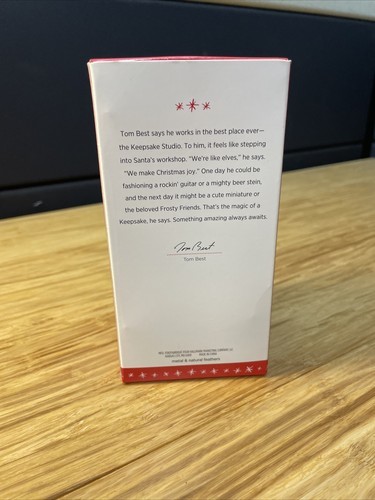 Tom Best says he works in the best place ever—
the Keepsake Studio. To him, it feels like stepping
into Santa's workshop. "We're like elves," he says.
"We make Christmas joy." One day he could be
fashioning a rockin' guitar or a mighty beer stein,
and the next day it might be a cute miniature or
the beloved Frosty Friends. That's the magic of a
Keepsake, he says. Something amazing always awaits.
Tom Best
Tom Best
metal & natural feathers